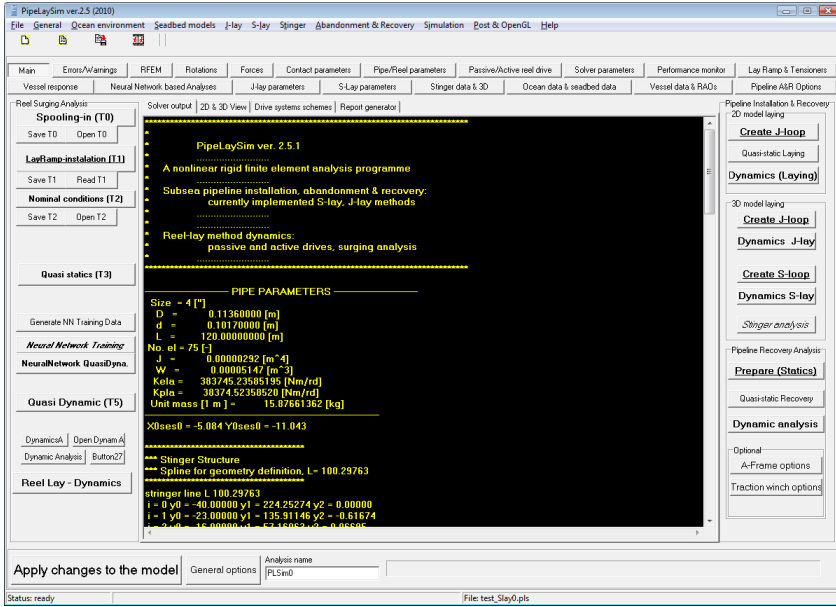 PipeLaySim ver.2.5 (2010)
File General Ocean environment Seadbed models J-lay S-lay Stinger Abandonment & Recovery Simulation Post & OpenGL Help
Main Errors/Warnings RFEM Rotations Forces Contact parameters Pipe/Reel parameters Passive/Active reel drive Solver parameters Performance monitor Lay Ramp & Tensioners
Vessel response Neural Network based Analyses J-lay parameters S-Lay parameters Stinger data & 3D Ocean data & seabed data Vessel data & RAOs Pipeline A&R Options
Reel Surging Analysis
Spooling-in (T0)
Save T0 Open T0
LayRamp-instalation (T1)
Save T1 Read T1
Nominal conditions (T2)
Save T2 Open T2
Quasi statics (T3)
Generate NN Training Data
Neural Network Training
NeuralNetwork QuasiDyna.
Quasi Dynamic (T5)
DynamicsA Open Dynam A
Dynamic Analysis Button27
Reel Lay - Dynamics
Solver output 2D & 3D View Drive systems schemes Report generator
****************************************************************
* PipeLaySim ver. 2.5.1
* .........................
* A nonlinear rigid finite element analysis programme
* .........................
* Subsea pipeline installation, abandonment & recovery:
* currently implemented S-lay, J-lay methods
* .........................
* Reel-lay method dynamics:
* passive and active drives, surging analysis
* .........................
****************************************************************
PIPE PARAMETERS
Size = 4 ["]
D = 0.11360000 [m]
d = 0.10170000 [m]
L = 120.00000000 [m]
No. el = 75 [-]
J = 0.00000292 [m^4]
W = 0.00005147 [m^3]
Kela = 383745.23585195 [Nm/rd]
Kpla = 38374.52358520 [Nm/rd]
Unit mass [1 m ] = 15.87661362 [kg]
X0ses0 = -5.084 Y0ses0 = -11.043
********************************
*** Stinger Structure
*** Spline for geometry definition, L= 100.29763
********************************
stringer line L 100.29763
i = 0 y0 = -40.00000 y1 = 224.25274 y2 = 0.00000
i = 1 y0 = -23.00000 y1 = 135.91146 y2 = -0.61674
i = 2 y0 = -16.00000 y1 = 57.16063 y2 = 0.06605
Pipeline Installation & Recovery
2D model laying
Create J-loop
Quasi-static Laying
Dynamics (Laying)
3D model laying
Create J-loop
Dynamics J-lay
Create S-loop
Dynamics S-lay
Stinger analysis
Pipeline Recovery Analysis
Prepare (Statics)
Quasi-static Recovery
Dynamic analysis
Optional
A-Frame options
Traction winch options
Apply changes to the model General options
Analysis name
PLSim0
Status: ready File: test_Slay0.pls